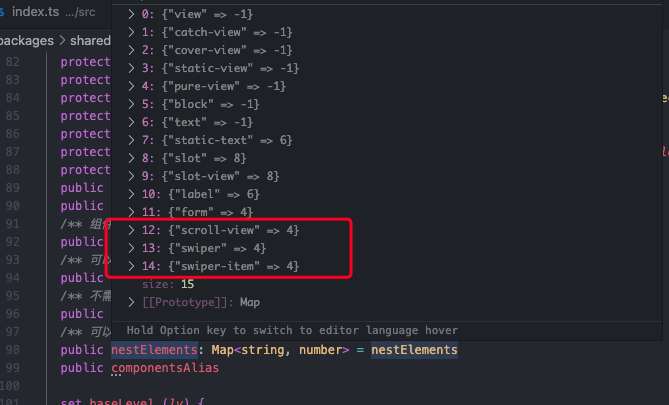 index.ts .../src
packages > shared
> 0: {"view" => -1}
> 1: {"catch-view" => -1}
> 2: {"cover-view" => -1}
> 3: {"static-view" => -1}
> 4: {"pure-view" => -1}
> 5: {"block" => -1}
> 6: {"text" => -1}
> 7: {"static-text" => 6}
> 8: {"slot" => 8}
> 9: {"slot-view" => 8}
> 10: {"label" => 6}
> 11: {"form" => 4}
> 12: {"scroll-view" => 4}
> 13: {"swiper" => 4}
> 14: {"swiper-item" => 4}
size: 15
> [[Prototype]]: Map
Hold Option key to switch to editor language hover
82 protect
83 protect
84 protect
85 protect
86 protect
87 protect
88 protect
89 public
90 public
91 /** 组件
92 public
93 /** 可以
94 public
95 /** 不需
96 public
97 /** 可以
98 public nestElements: Map<string, number> = nestElements
99 public componentsAlias
100
101 set baseLevel (lv) {